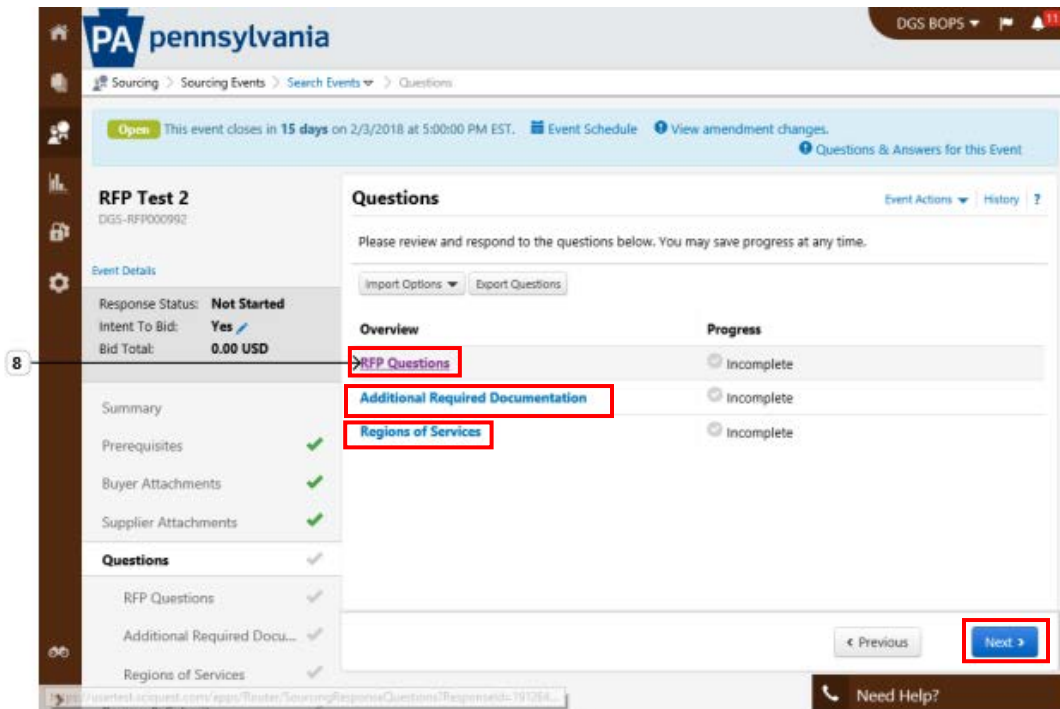 PA pennsylvania
DGS BOPS
11
Sourcing > Sourcing Events > Search Events > Questions
Open This event closes in 15 days on 2/3/2018 at 5:00:00 PM EST. Event Schedule View amendment changes.
Questions & Answers for this Event
RFP Test 2
DGS-RFP000992
Event Details
Response Status: Not Started
Intent To Bid: Yes
Bid Total: 0.00 USD
Summary
Prerequisites
Buyer Attachments
Supplier Attachments
Questions
RFP Questions
Additional Required Docu...
Regions of Services
Questions
Event Actions History ?
Please review and respond to the questions below. You may save progress at any time.
Import Options Export Questions
Overview Progress
8
RFP Questions Incomplete
Additional Required Documentation Incomplete
Regions of Services Incomplete
< Previous Next >
Need Help?